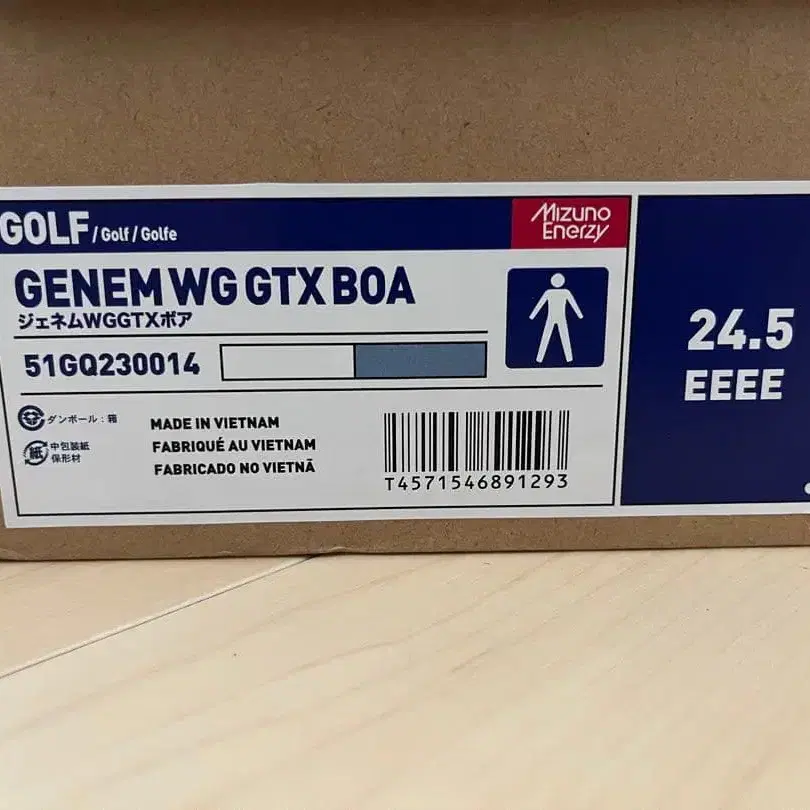 GOLF / Golf / Golfe
Mizuno
Enerzy
GENEM WG GTX BOA
ジェネムWGGTXボア
51GQ230014
24.5
EEEE
ダンボール：箱
紙
中包装紙
保形材
MADE IN VIETNAM
FABRIQUÉ AU VIETNAM
FABRICADO NO VIETNÃ
T4571546891293